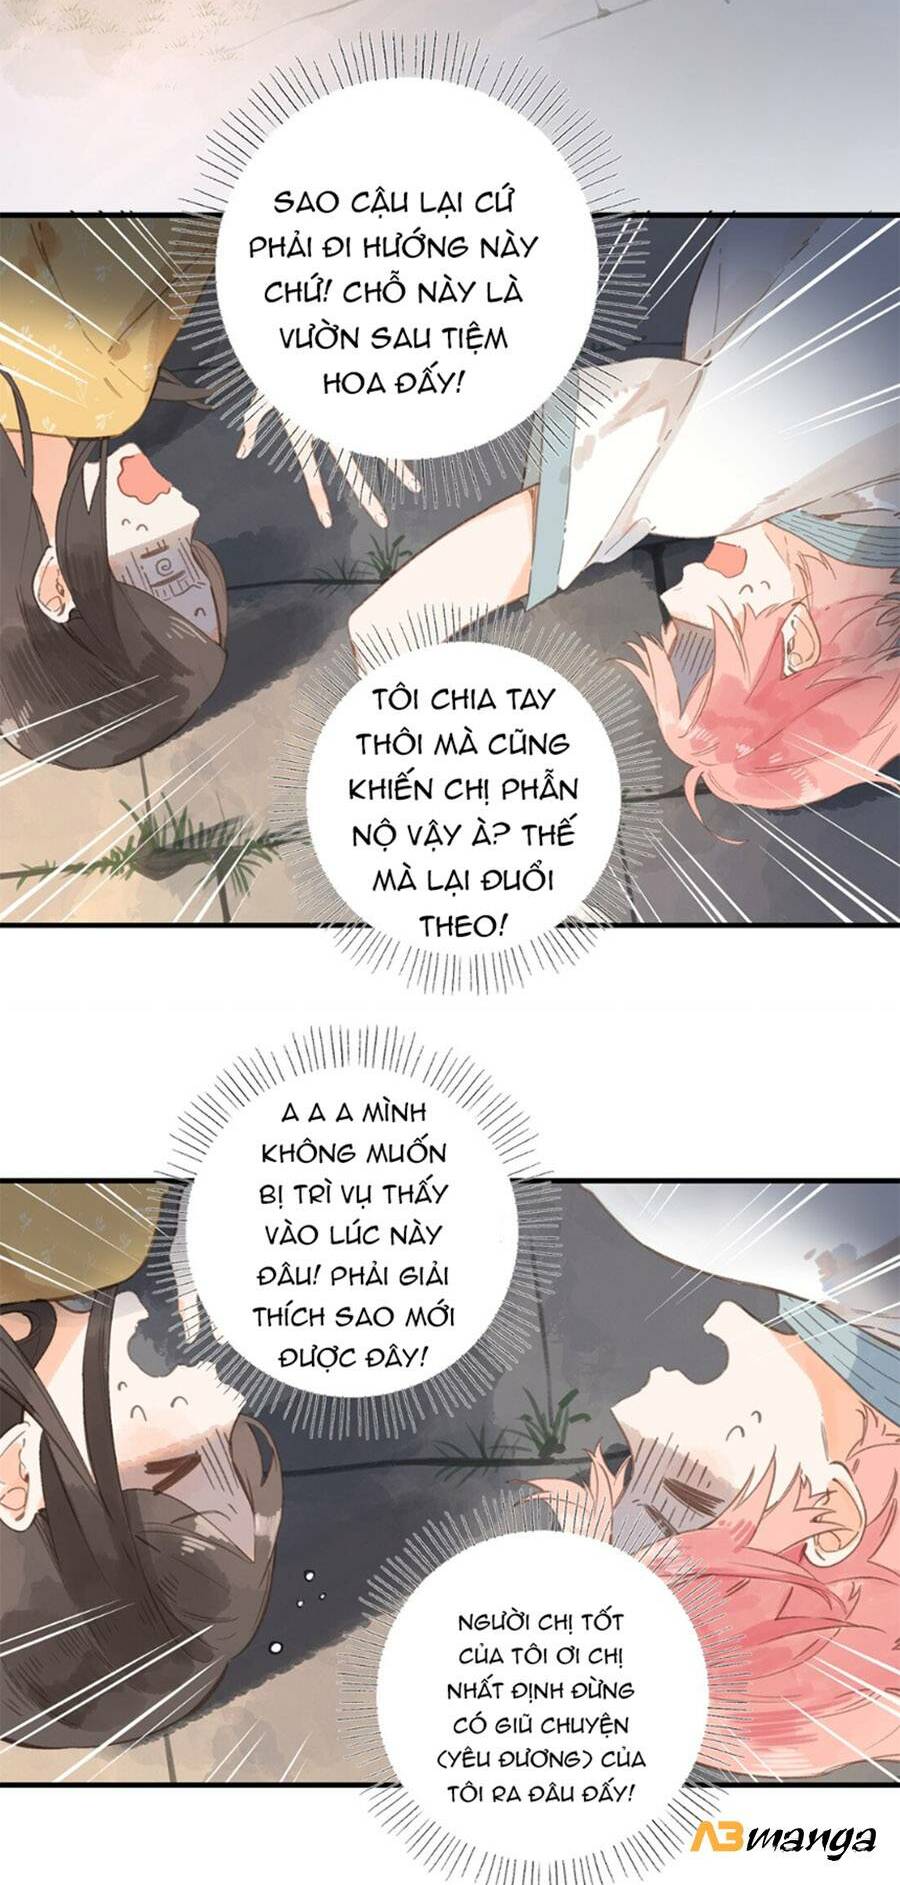 SAO CẬU LẠI CỨ
PHẢI ĐI HƯỚNG NÀY
CHỨ! CHỖ NÀY LÀ
VƯỜN SAU TIỆM
HOA ĐẤY!
TÔI CHIA TAY
THÔI MÀ CŨNG
KHIẾN CHỊ PHẪN
NỘ VẬY À? THẾ
MÀ LẠI ĐUỔI
THEO!
A A A MÌNH
KHÔNG MUỐN
BỊ TRÌ VỤ THẤY
VÀO LÚC NÀY
ĐÂU! PHẢI GIẢI
THÍCH SAO MỚI
ĐƯỢC ĐÂY!
NGƯỜI CHỊ TỐT
CỦA TÔI ƠI CHỊ
NHẤT ĐỊNH ĐỪNG
CÓ GIŨ CHUYỆN
(YÊU ĐƯƠNG) CỦA
TÔI RA ĐÂU ĐẤY!
A3manga